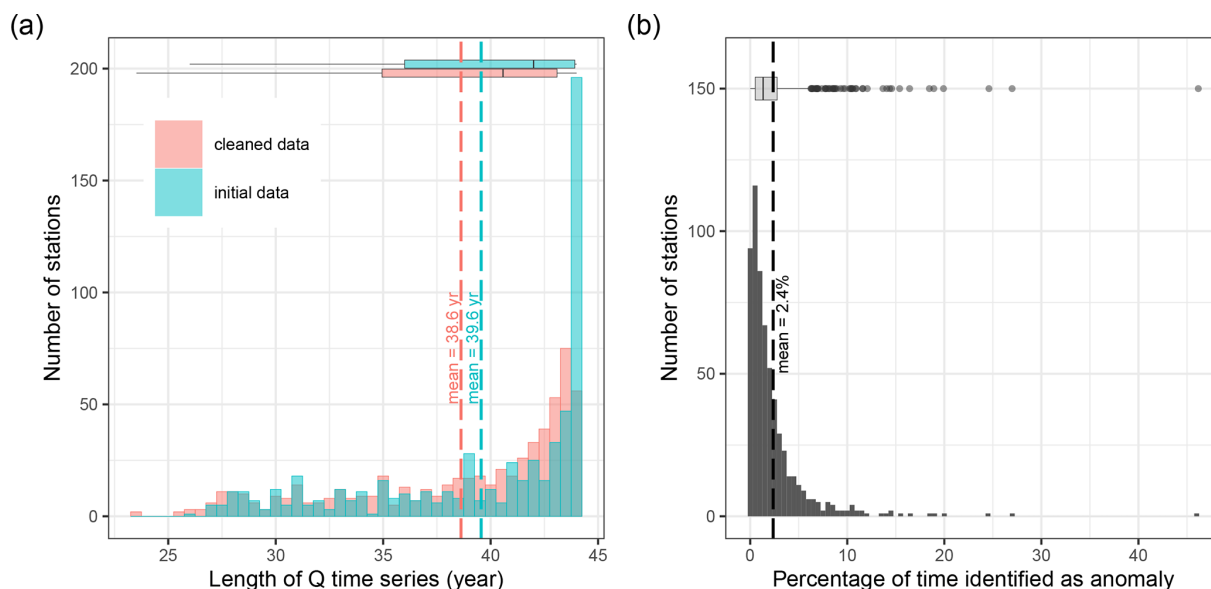 (a)
200
150
100
50
0
Number of stations
cleaned data
initial data
mean = 38.6 yr
mean = 39.6 yr
25
30
35
40
45
Length of Q time series (year)
(b)
150
100
50
0
Number of stations
mean = 2.4%
0
10
20
30
40
Percentage of time identified as anomaly